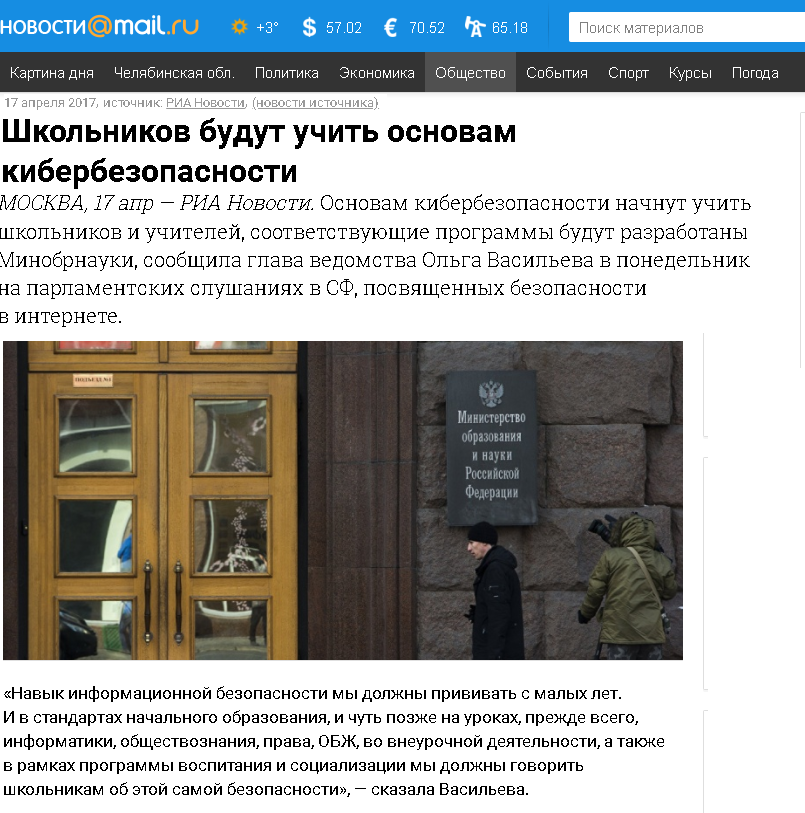 НОВОСТИ@mail.ru +3° $ 57.02 € 70.52 65.18 Поиск материалов
Картина дня Челябинская обл. Политика Экономика Общество События Спорт Курсы Погода
17 апреля 2017, источник: РИА Новости, (новости источника)
Школьников будут учить основам
кибербезопасности
МОСКВА, 17 апр — РИА Новости. Основам кибербезопасности начнут учить
школьников и учителей, соответствующие программы будут разработаны
Минобрнауки, сообщила глава ведомства Ольга Васильева в понедельник
на парламентских слушаниях в СФ, посвященных безопасности
в интернете.
Министерство
образования
и науки
Российской
Федерации
«Навык информационной безопасности мы должны прививать с малых лет.
И в стандартах начального образования, и чуть позже на уроках, прежде всего,
информатики, обществознания, права, ОБЖ, во внеурочной деятельности, а также
в рамках программы воспитания и социализации мы должны говорить
школьникам об этой самой безопасности», — сказала Васильева.